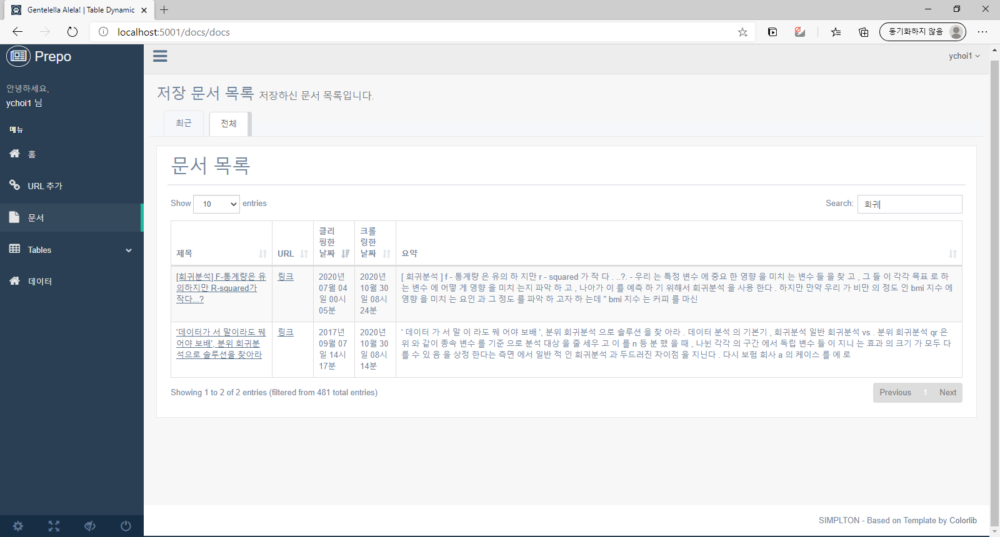 Gentelella Alela! | Table Dynamic
localhost:5001/docs/docs
동기화하지 않음
Prepo
ychoi1
안녕하세요,
ychoi1 님
메뉴
홈
URL 추가
문서
Tables
데이터
저장 문서 목록 저장하신 문서 목록입니다.
최근
전체
문서 목록
Show 10 entries
Search: 회귀
제목
URL
클리
핑한
날짜
크롤
링한
날짜
요약
[회귀분석] F-통계량은 유
의하지만 R-squared가
작다...?
링크
2020년
07월 04
일 00시
05분
2020년
10월 30
일 08시
24분
[ 회귀분석 ] f - 통계량 은 유의 하 지만 r - squared 가 작 다 . ..?. - 우리 는 특정 변수 에 중요 한 영향 을 미치 는 변수 들 을 찾 고 , 그 들 이 각각 목표 로 하
는 변수 에 어떻 게 영향 을 미치 는지 파악 하 고 , 나아가 이 를 예측 하 기 위해서 회귀분석 을 사용 한다 . 하지만 만약 우리 가 비만 의 정도 인 bmi 지수 에
영향 을 미치 는 요인 과 그 정도 를 파악 하 고자 하 는데 " bmi 지수 는 커피 를 마신
'데이터가 서 말이라도 꿰
어야 보배', 분위 회귀분
석으로 솔루션을 찾아라
링크
2017년
09월 07
일 14시
17분
2020년
10월 30
일 08시
14분
' 데이터 가 서 말 이 라도 꿰 어야 보배 ', 분위 회귀분석 으로 솔루션 을 찾 아라 . 데이터 분석 의 기본기 , 회귀분석 일반 회귀분석 vs . 분위 회귀분석 qr 은
위 와 같이 종속 변수 를 기준 으로 분석 대상 을 줄 세우 고 이 를 n 등 분 했 을 때 , 나뉜 각각 의 구간 에서 독립 변수 들 이 지니 는 효과 의 크기 가 모두 다
를 수 있 음 을 상정 한다는 측면 에서 일반 적 인 회귀분석 과 두드러진 차이점 을 지닌다 . 다시 보험 회사 a 의 케이스 를 예 로
Showing 1 to 2 of 2 entries (filtered from 481 total entries)
Previous 1 Next
SIMPLTON - Based on Template by Colorlib